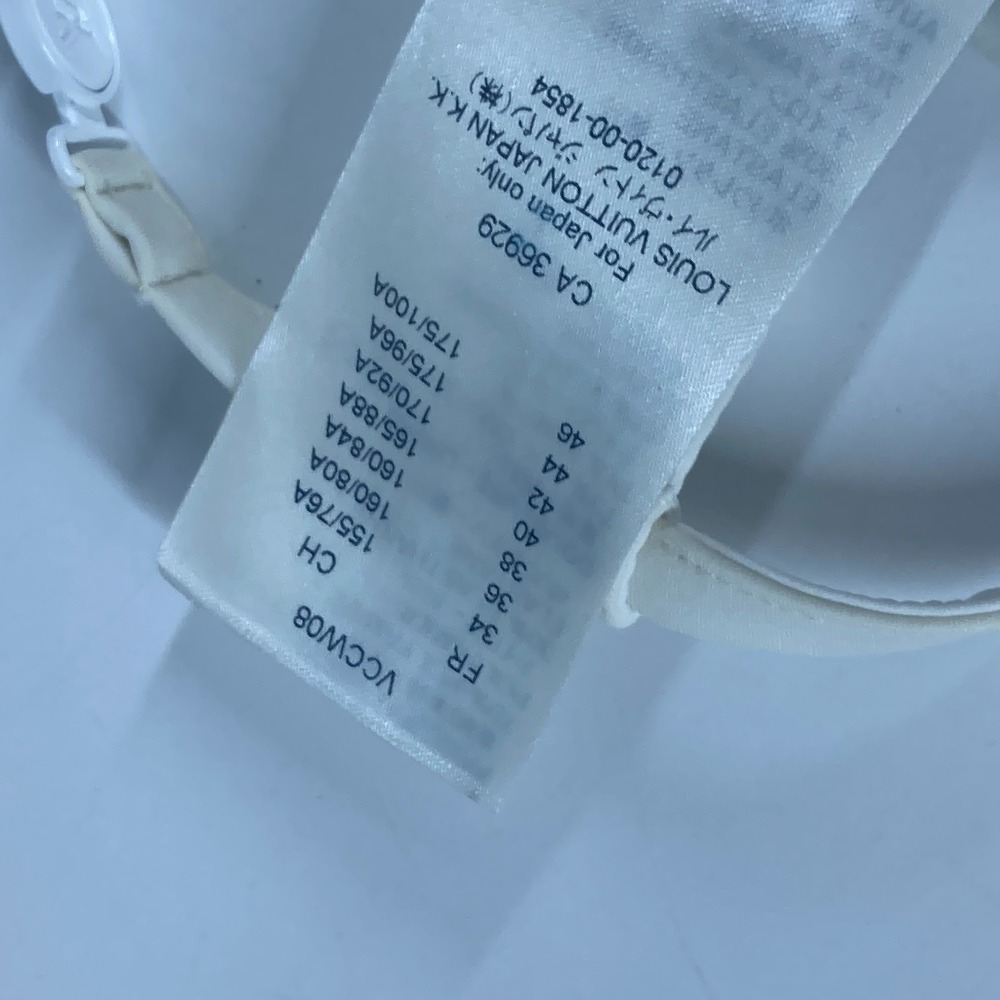 VCCW08
FR CH
34 155/76A
36 160/80A
38 160/84A
40 165/88A
42 170/92A
44 175/96A
46 175/100A
CA 36929
For Japan only:
LOUIS VUITTON JAPAN K.K.
ルイ・ヴィトン ジャパン(株)
0120-00-1854